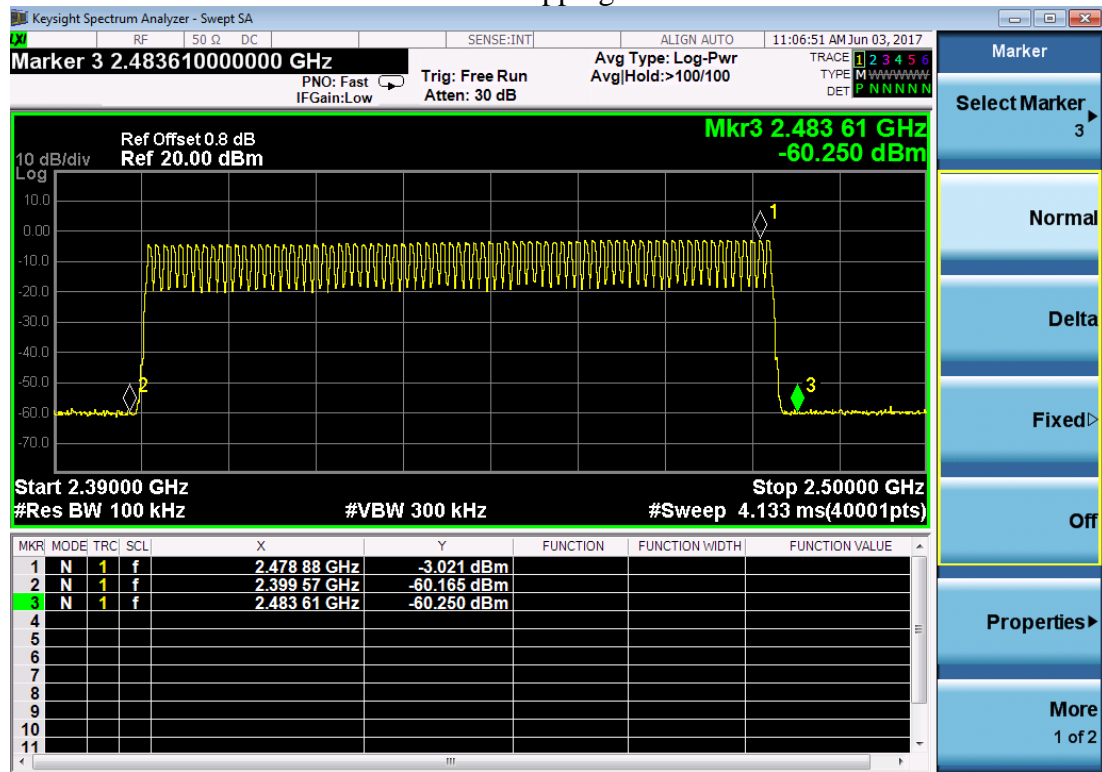 pping
Keysight Spectrum Analyzer - Swept SA
LXI RF 50 Ω DC SENSE:INT ALIGN AUTO 11:06:51 AM Jun 03, 2017
Marker 3 2.483610000000 GHz
PNO: Fast
IFGain:Low
Trig: Free Run
Atten: 30 dB
Avg Type: Log-Pwr
Avg|Hold:>100/100
TRACE 1 2 3 4 5 6
TYPE M WWWWW
DET P N N N N N
Ref Offset 0.8 dB
10 dB/div Ref 20.00 dBm
Log
Mkr3 2.483 61 GHz
-60.250 dBm
10.0
0.00
-10.0
-20.0
-30.0
-40.0
-50.0
-60.0
-70.0
1
2
3
Start 2.39000 GHz Stop 2.50000 GHz
#Res BW 100 kHz #VBW 300 kHz #Sweep 4.133 ms(40001pts)
MKR MODE TRC SCL X Y FUNCTION FUNCTION WIDTH FUNCTION VALUE
1 N 1 f 2.478 88 GHz -3.021 dBm
2 N 1 f 2.399 57 GHz -60.165 dBm
3 N 1 f 2.483 61 GHz -60.250 dBm
4
5
6
7
8
9
10
11
Marker
Select Marker
3
Normal
Delta
Fixed
Off
Properties
More
1 of 2